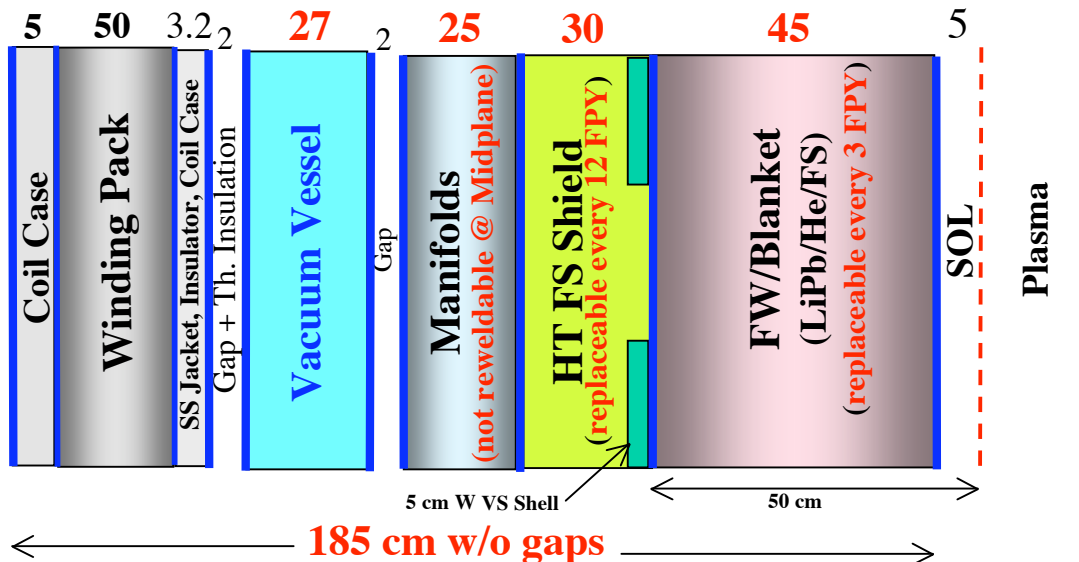 5 50 3.2 2 27 2 25 30 45 5
Coil Case
Winding Pack
SS Jacket, Insulator, Coil Case
Gap + Th. Insulation
Vacuum Vessel
Gap
Manifolds
(not reweldable @ Midplane)
HT FS Shield
(replaceable every 12 FPY)
FW/Blanket
(LiPb/He/FS)
(replaceable every 3 FPY)
SOL
Plasma
5 cm W VS Shell
50 cm
185 cm w/o gaps